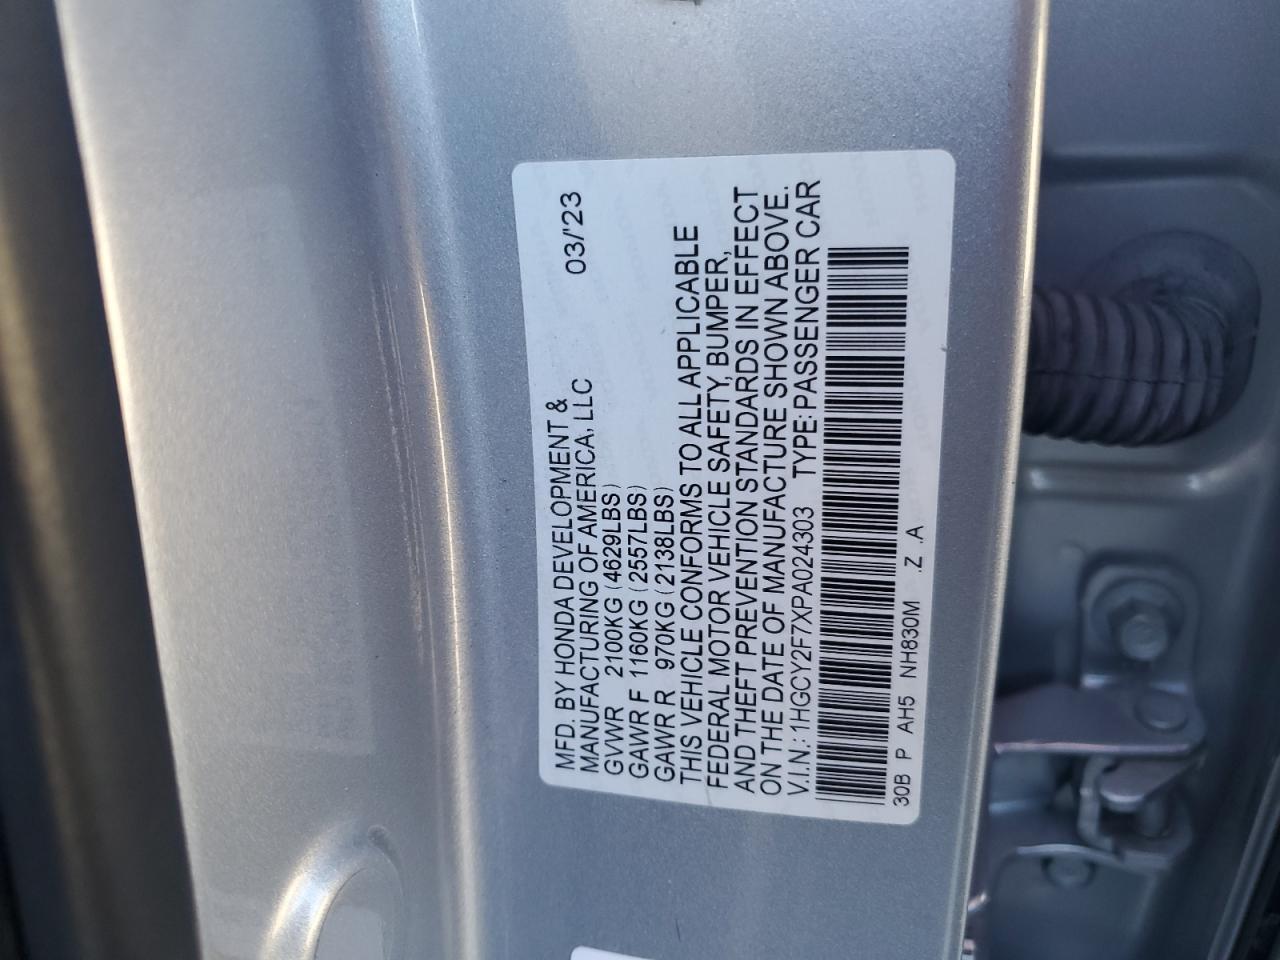 MFD. BY HONDA DEVELOPMENT &
MANUFACTURING OF AMERICA, LLC 03/'23
GVWR 2100KG (4629LBS)
GAWR F 1160KG (2557LBS)
GAWR R 970KG (2138LBS)
THIS VEHICLE CONFORMS TO ALL APPLICABLE
FEDERAL MOTOR VEHICLE SAFETY, BUMPER,
AND THEFT PREVENTION STANDARDS IN EFFECT
ON THE DATE OF MANUFACTURE SHOWN ABOVE.
V.I.N.: 1HGCY2F7XPA024303 TYPE: PASSENGER CAR
30B P AH5 NH830M .Z .A